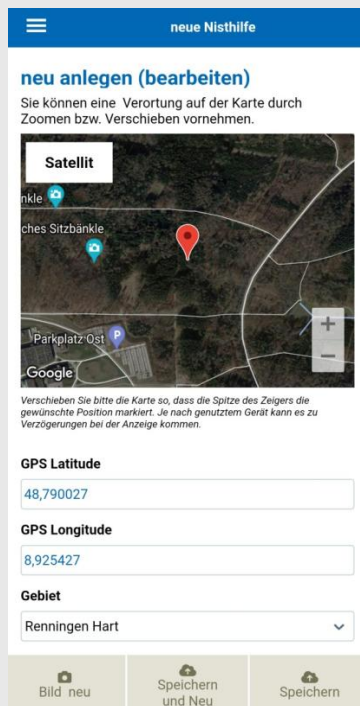 neue Nisthilfe
neu anlegen (bearbeiten)
Sie können eine Verortung auf der Karte durch
Zoomen bzw. Verschieben vornehmen.
Satellit
nkle
ches Sitzbänkle
Parkplatz Ost
P
+
−
Google
Verschieben Sie bitte die Karte so, dass die Spitze des Zeigers die
gewünschte Position markiert. Je nach genutztem Gerät kann es zu
Verzögerungen bei der Anzeige kommen.
GPS Latitude
48,790027
GPS Longitude
8,925427
Gebiet
Renningen Hart
Bild neu
Speichern
und Neu
Speichern